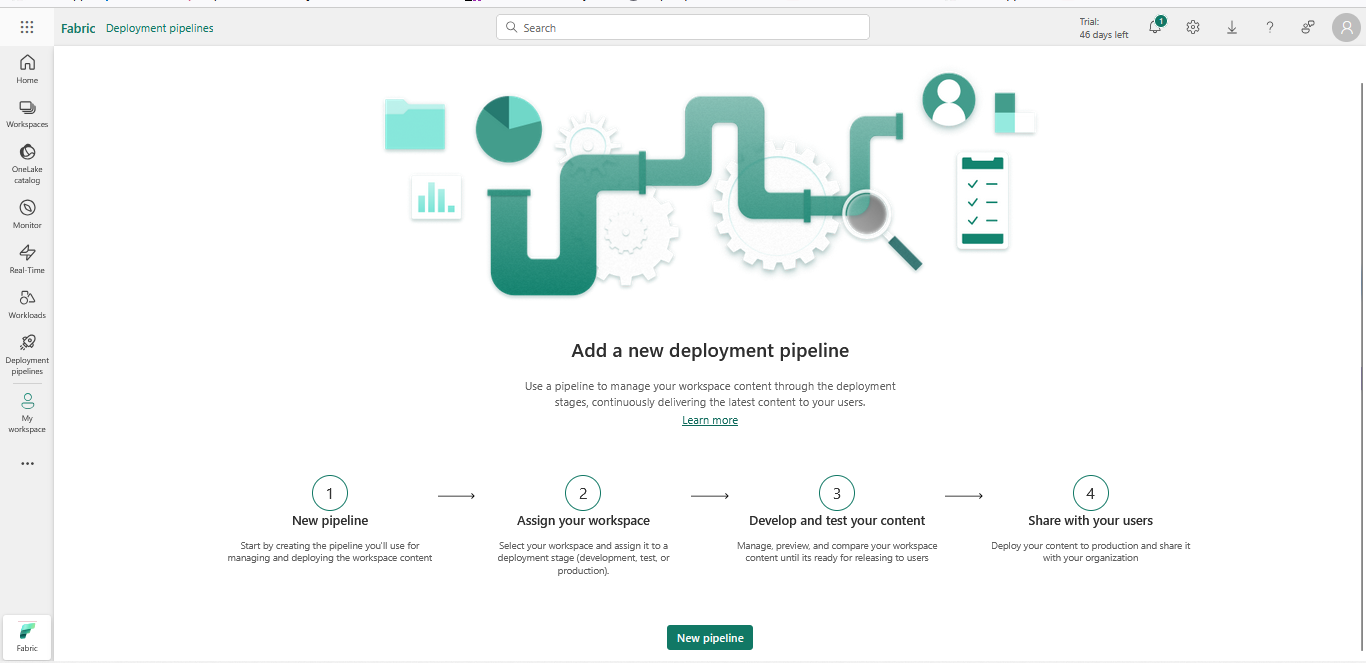 Fabric Deployment pipelines
Search
Trial:
46 days left
1
Home
Workspaces
OneLake
catalog
Monitor
Real-Time
Workloads
Deployment
pipelines
My
workspace
Fabric
Add a new deployment pipeline
Use a pipeline to manage your workspace content through the deployment
stages, continuously delivering the latest content to your users.
Learn more
1
New pipeline
Start by creating the pipeline you'll use for
managing and deploying the workspace content
2
Assign your workspace
Select your workspace and assign it to a
deployment stage (development, test, or
production).
3
Develop and test your content
Manage, preview, and compare your workspace
content until its ready for releasing to users
4
Share with your users
Deploy your content to production and share it
with your organization
New pipeline